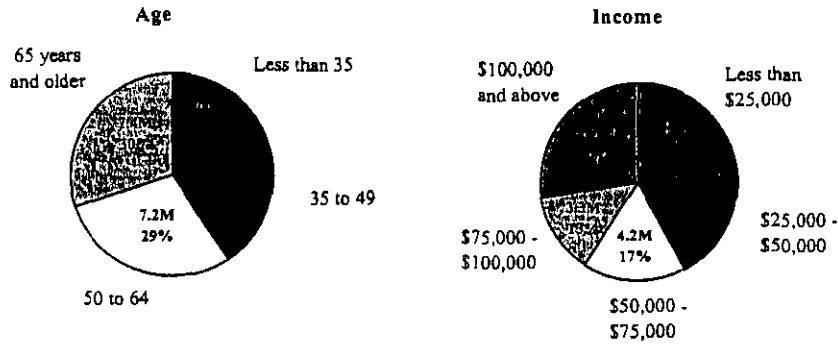 Age
65 years
and older
Less than 35
35 to 49
7.2M
29%
50 to 64
Income
$100,000
and above
Less than
$25,000
$25,000 -
$50,000
$75,000 -
$100,000
4.2M
17%
$50,000 -
$75,000